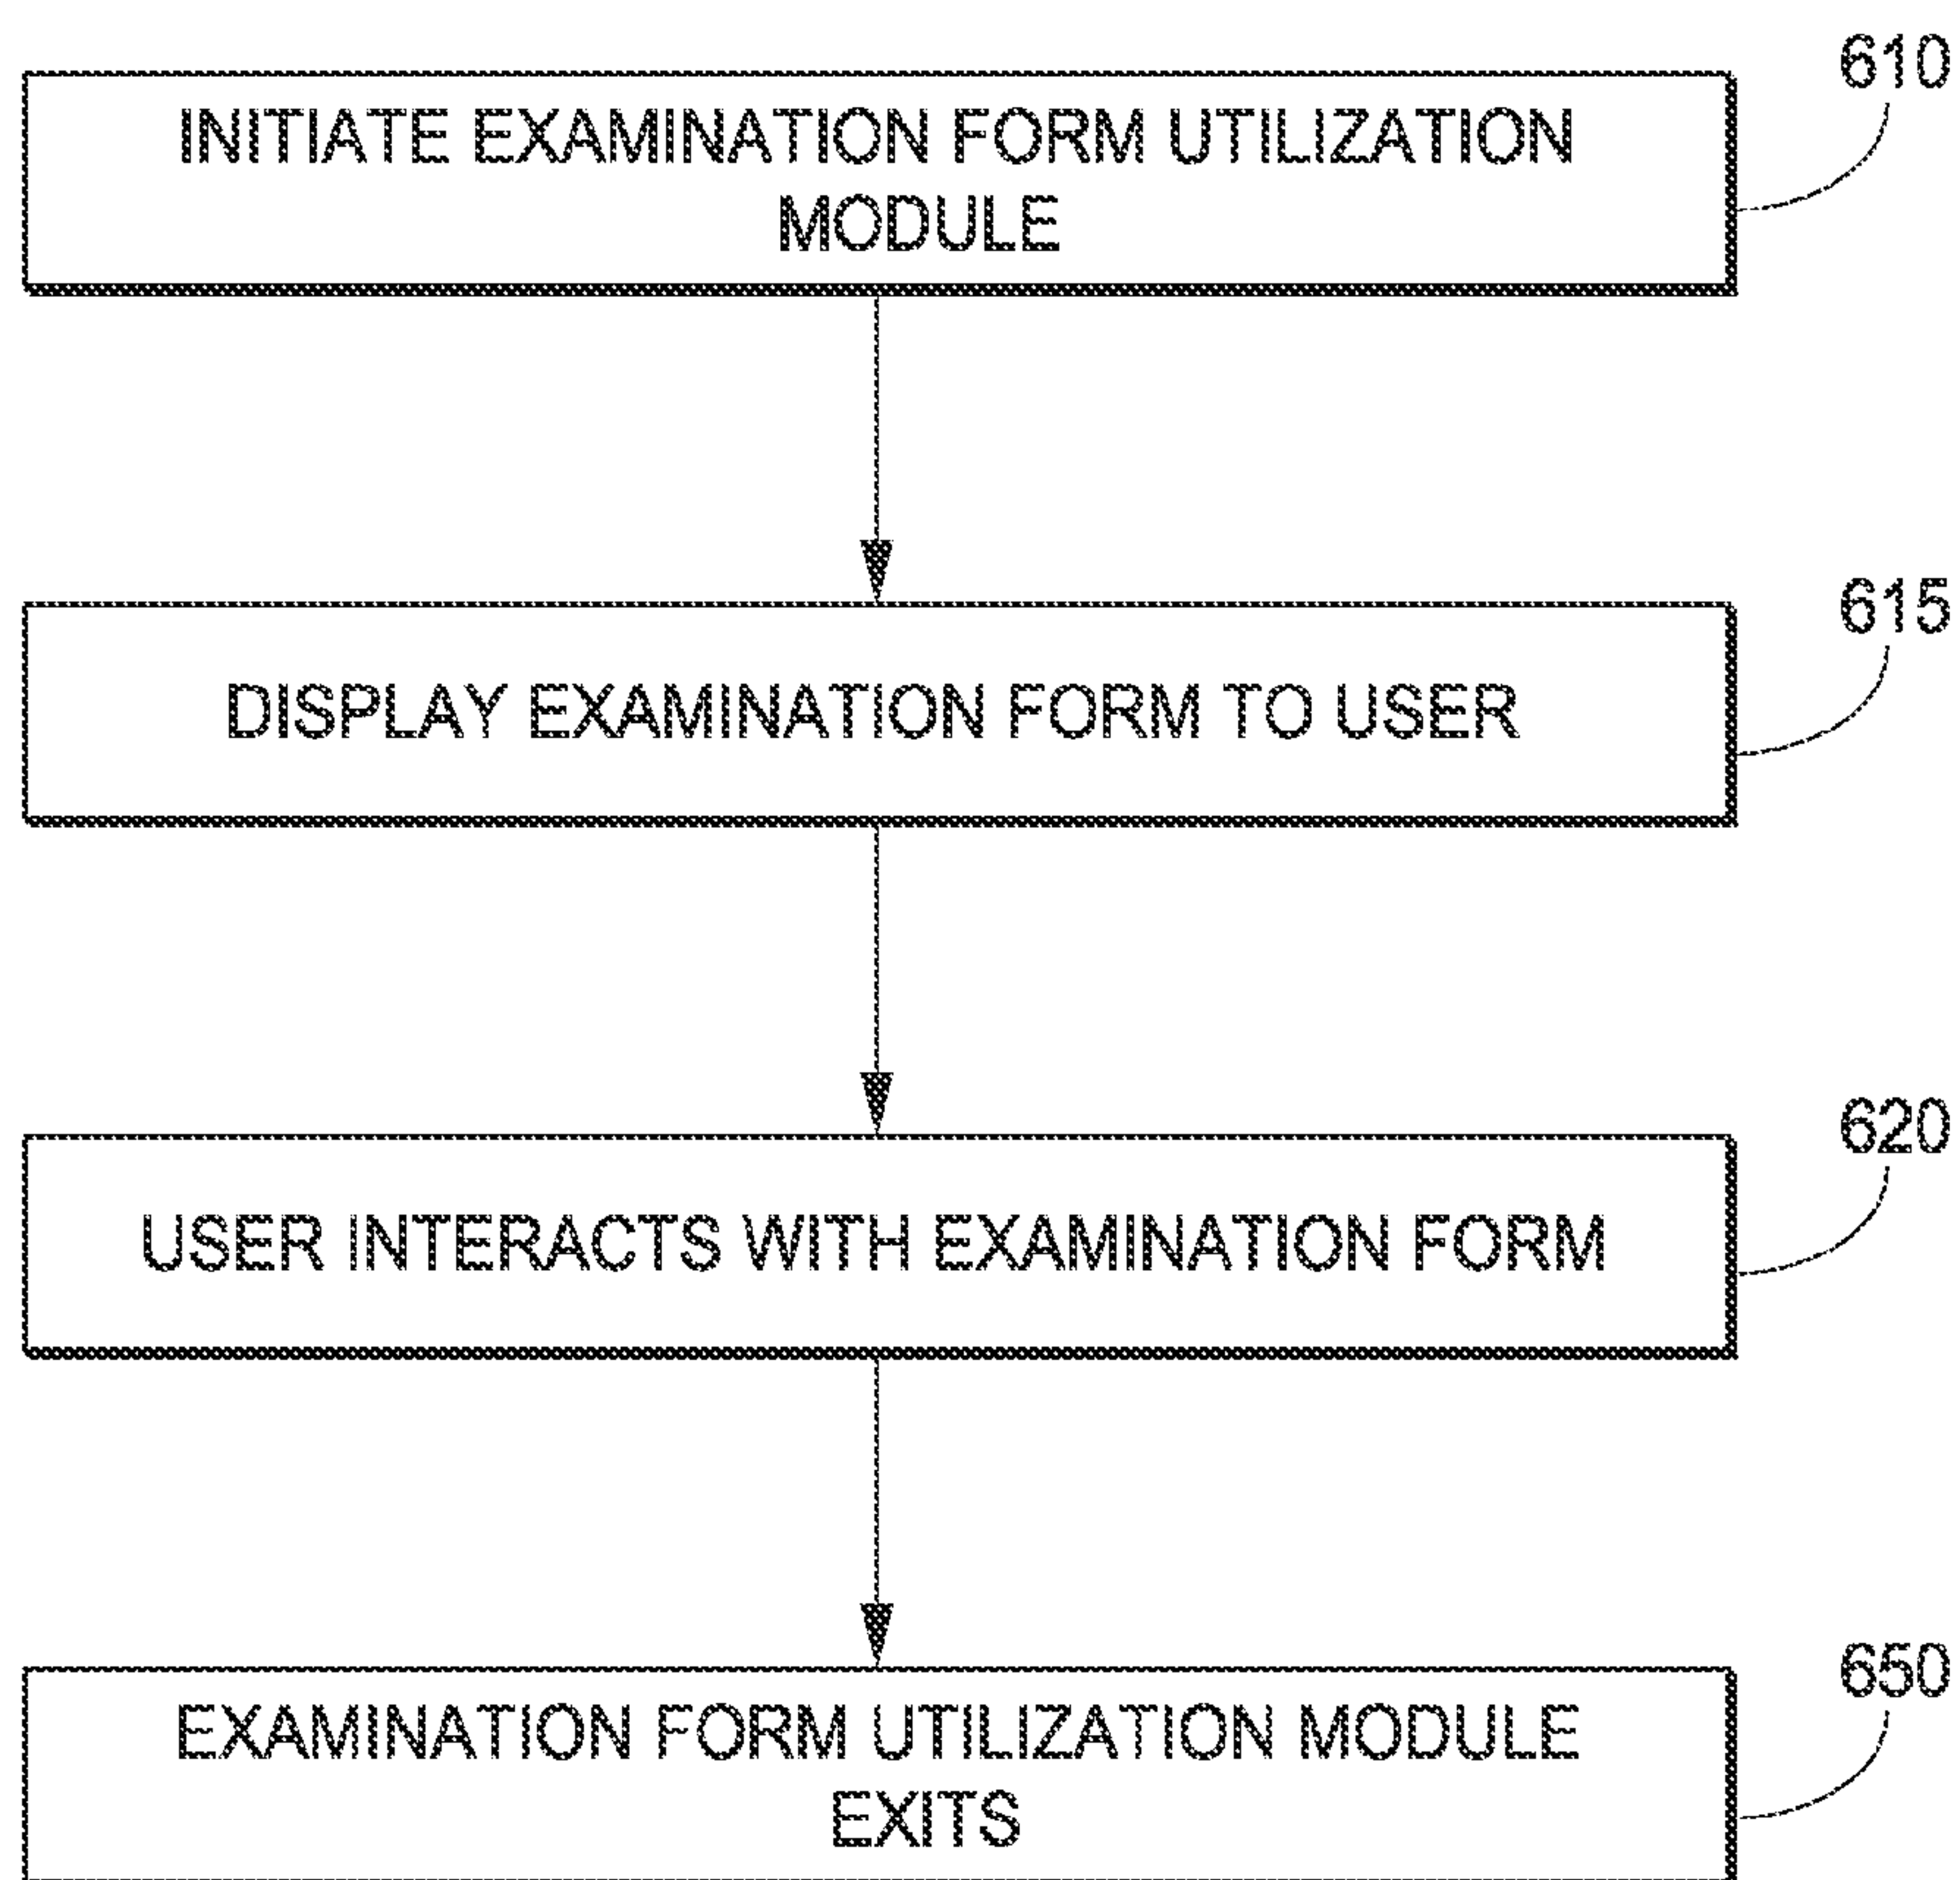 610
INITIATE EXAMINATION FORM UTILIZATION
MODULE
615
DISPLAY EXAMINATION FORM TO USER
620
USER INTERACTS WITH EXAMINATION FORM
650
EXAMINATION FORM UTILIZATION MODULE
EXITS